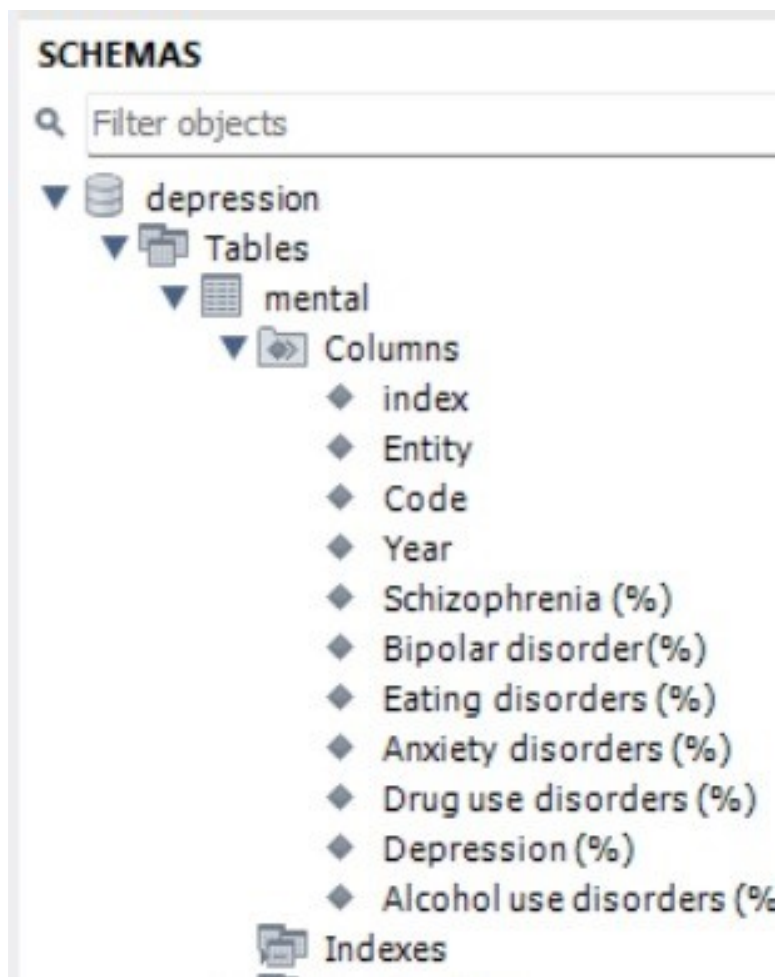 SCHEMAS
Filter objects
depression
Tables
mental
Columns
index
Entity
Code
Year
Schizophrenia (%)
Bipolar disorder(%)
Eating disorders (%)
Anxiety disorders (%)
Drug use disorders (%)
Depression (%)
Alcohol use disorders (%
Indexes